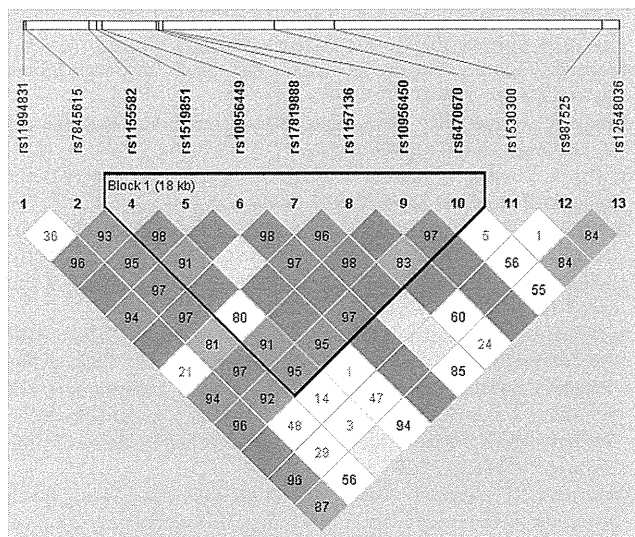 rs11994831
rs7845615
rs1155582
rs1519851
rs10956449
rs17819888
rs1157136
rs10956450
rs6470670
rs1530300
rs987525
rs12548036
Block 1 (18 kb)
1 2 4 5 6 7 8 9 10 11 12 13
36 93 98 98 96 97 5 1 84
96 95 91 97 98 83 56 84
97 55
94 97 80 97 60
81 91 95 24
21 97 95 1 85
94 92 14 47
96 48 3 94
29
96 56
87